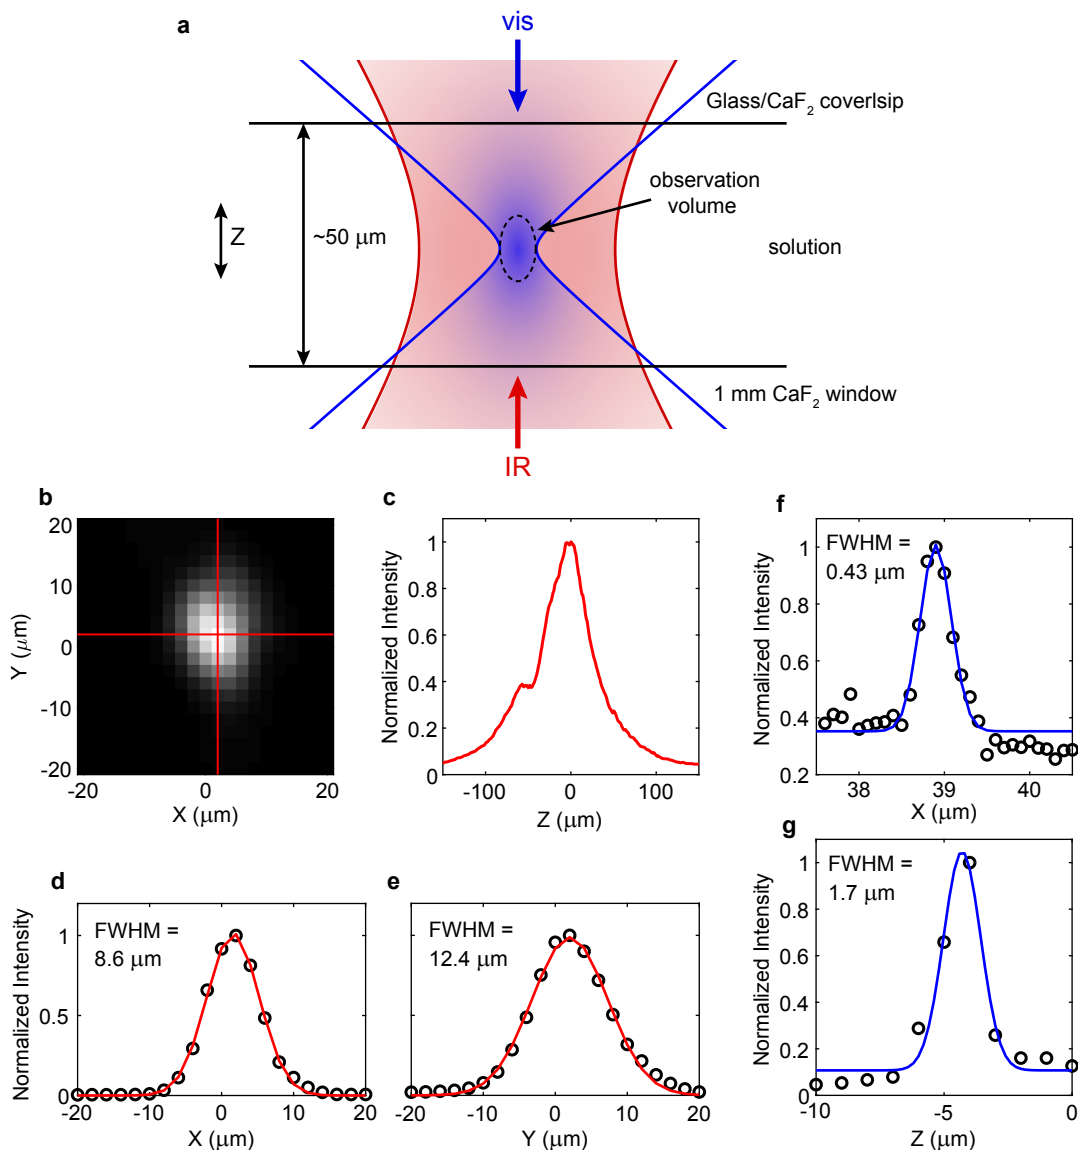 a
vis
Glass/CaF2 coverlsip
observation
volume
Z
~50 μm
solution
1 mm CaF2 window
IR
b
20
10
0
-10
-20
Y (μm)
-20
0
20
X (μm)
c
1
0.8
0.6
0.4
0.2
0
Normalized Intensity
-100
0
100
Z (μm)
f
FWHM =
0.43 μm
1
0.8
0.6
0.4
0.2
Normalized Intensity
38
39
40
X (μm)
d
FWHM =
8.6 μm
1
0.5
0
Normalized Intensity
-20
-10
0
10
20
X (μm)
e
FWHM =
12.4 μm
-20
-10
0
10
20
Y (μm)
g
FWHM =
1.7 μm
1
0.8
0.6
0.4
0.2
0
Normalized Intensity
-10
-5
0
Z (μm)